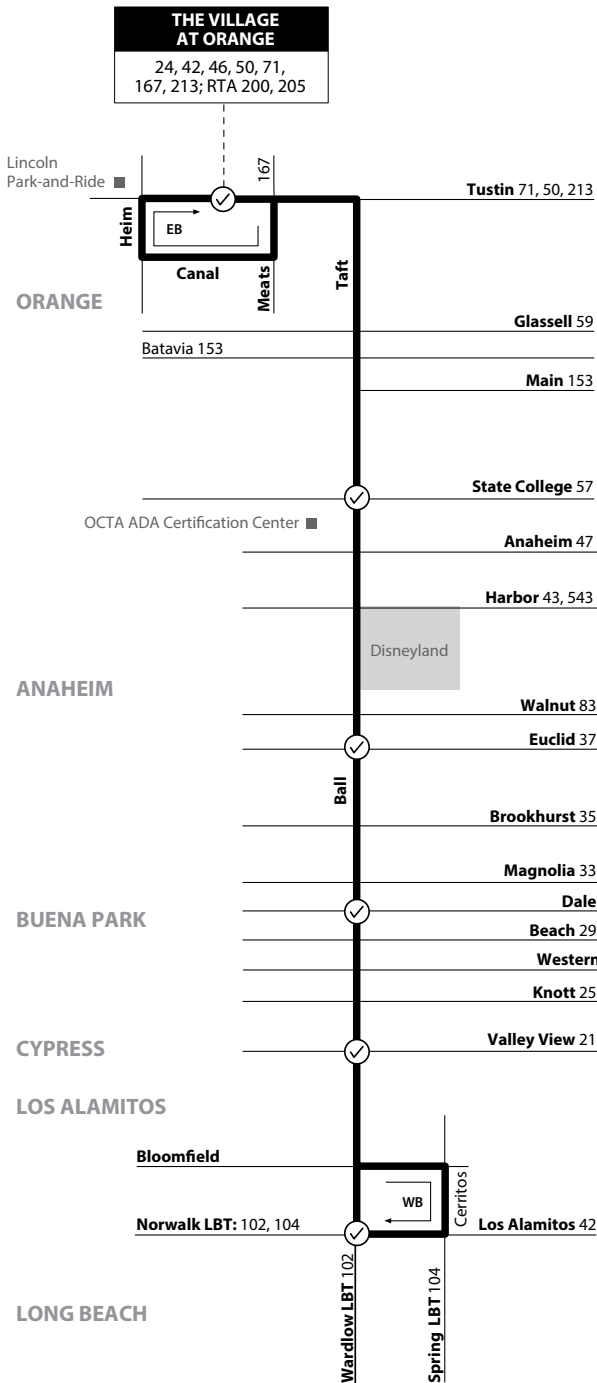 THE VILLAGE
AT ORANGE
24, 42, 46, 50, 71,
167, 213; RTA 200, 205
Lincoln
Park-and-Ride
167
Tustin 71, 50, 213
Heim
EB
Canal
Meats
Taft
ORANGE
Glassell 59
Batavia 153
Main 153
State College 57
OCTA ADA Certification Center
Anaheim 47
Harbor 43, 543
Disneyland
ANAHEIM
Walnut 83
Euclid 37
Ball
Brookhurst 35
Magnolia 33
Dale
BUENA PARK
Beach 29
Western
Knott 25
Valley View 21
CYPRESS
LOS ALAMITOS
Bloomfield
WB
Cerritos
Norwalk LBT: 102, 104
Los Alamitos 42
Wardlow LBT 102
Spring LBT 104
LONG BEACH